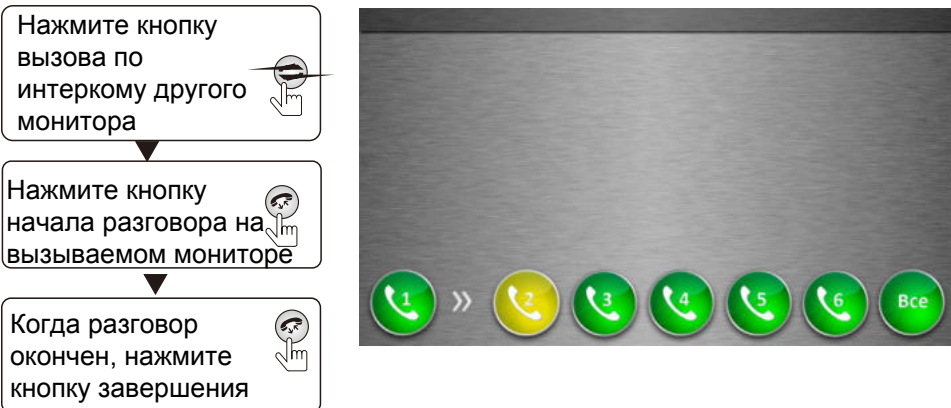 Нажмите кнопку
вызова по
интеркому другого
монитора
Нажмите кнопку
начала разговора на
вызываемом мониторе
Когда разговор
окончен, нажмите
кнопку завершения
1 » 2 3 4 5 6 Все